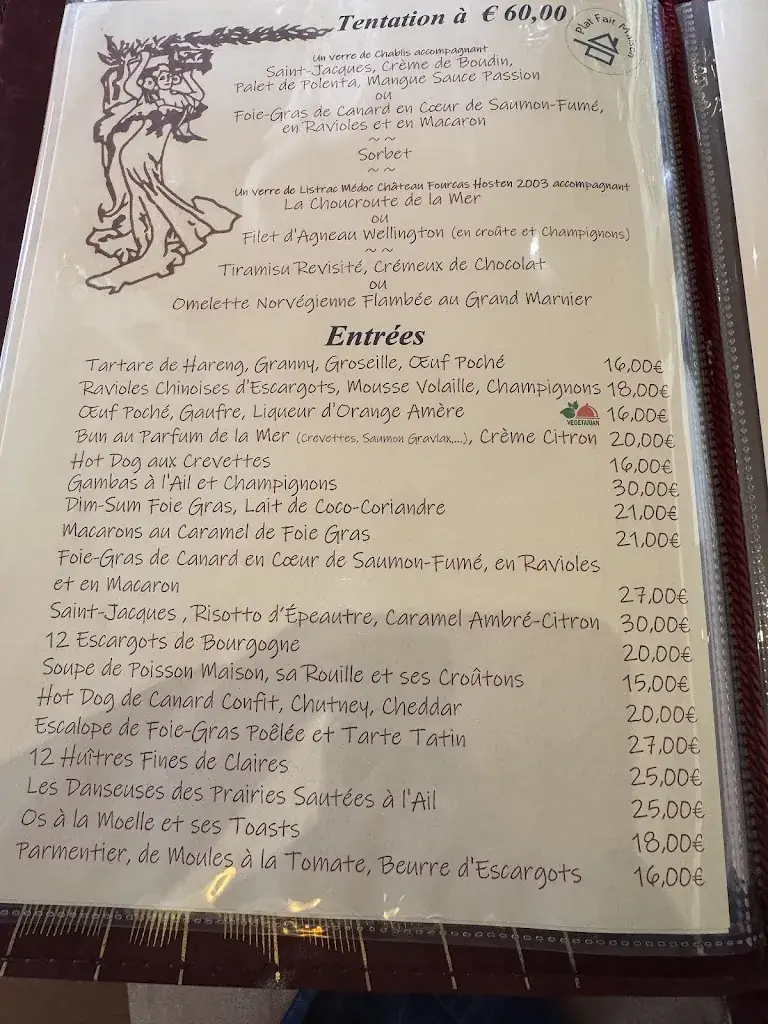 Tentation à € 60,00
Plat Fait Maison
Un verre de Chablis accompagnant
Saint-Jacques, Crème de Boudin,
Palet de Polenta, Mangue Sauce Passion
ou
Foie-Gras de Canard en Cœur de Saumon-Fumé,
en Ravioles et en Macaron
~ ~
Sorbet
~ ~
Un verre de Listrac Médoc Château Fourcas Hosten 2003 accompagnant
La Choucroute de la Mer
ou
Filet d'Agneau Wellington (en croûte et Champignons)
~ ~
Tiramisu Revisité, Crémeux de Chocolat
ou
Omelette Norvégienne Flambée au Grand Marnier
Entrées
Tartare de Hareng, Granny, Groseille, Œuf Poché 16,00€
Ravioles Chinoises d'Escargots, Mousse Volaille, Champignons 18,00€
Œuf Poché, Gaufre, Liqueur d'Orange Amère VEGETARIAN 16,00€
Bun au Parfum de la Mer (Crevettes, Saumon Gravlax,...), Crème Citron 20,00€
Hot Dog aux Crevettes 16,00€
Gambas à l'Ail et Champignons 30,00€
Dim-Sum Foie Gras, Lait de Coco-Coriandre 21,00€
Macarons au Caramel de Foie Gras 21,00€
Foie-Gras de Canard en Cœur de Saumon-Fumé, en Ravioles
et en Macaron 27,00€
Saint-Jacques , Risotto d'Épeautre, Caramel Ambré-Citron 30,00€
12 Escargots de Bourgogne 20,00€
Soupe de Poisson Maison, sa Rouille et ses Croûtons 15,00€
Hot Dog de Canard Confit, Chutney, Cheddar 20,00€
Escalope de Foie-Gras Poêlée et Tarte Tatin 27,00€
12 Huîtres Fines de Claires 25,00€
Les Danseuses des Prairies Sautées à l'Ail 25,00€
Os à la Moelle et ses Toasts 18,00€
Parmentier, de Moules à la Tomate, Beurre d'Escargots 16,00€